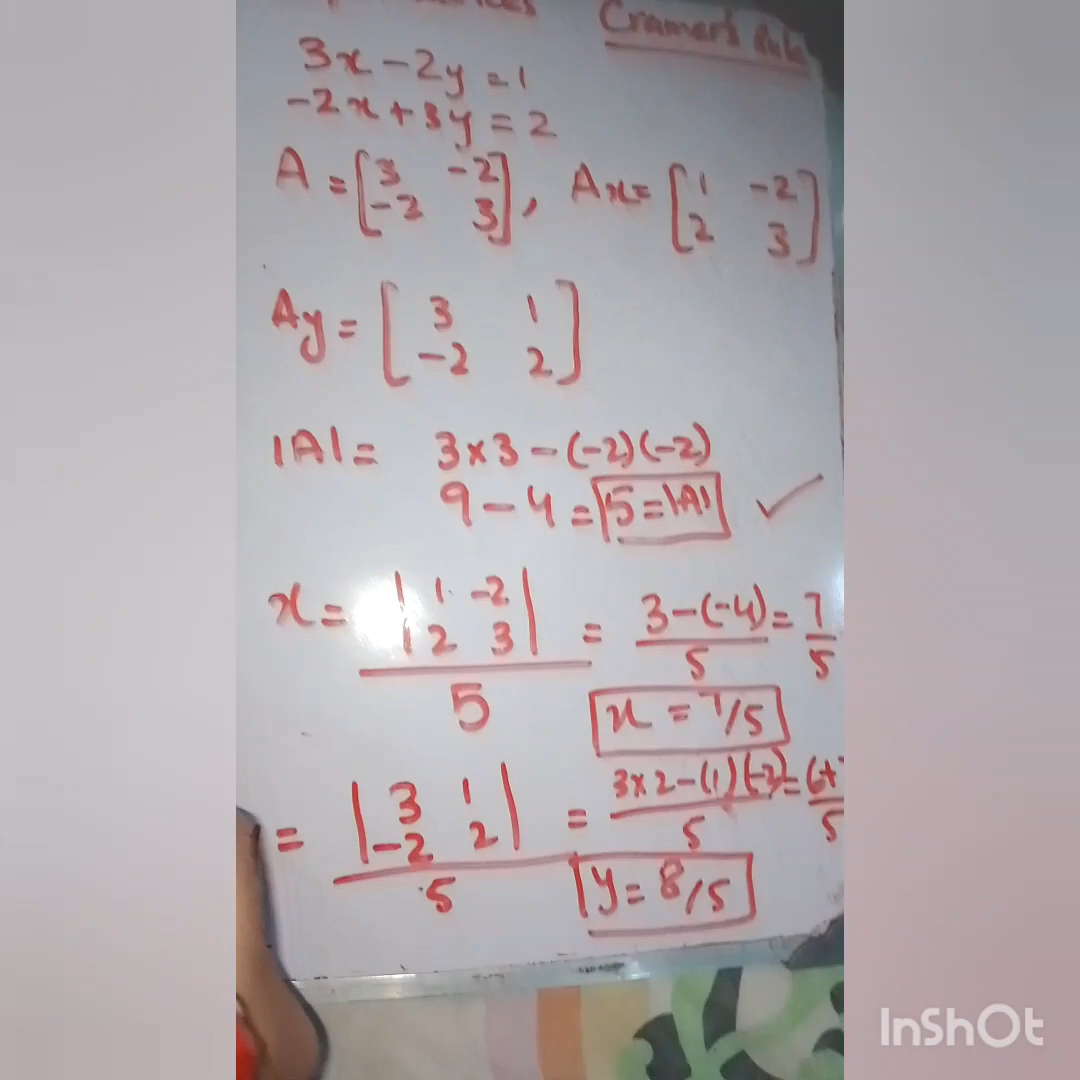 Cramer's Rule
3x - 2y = 1
-2x + 3y = 2
A = [3 -2
-2 3], Ax = [1 -2
2 3]
Ay = [3 1
-2 2]
|A| = 3×3 - (-2)(-2)
9 - 4 = 5 = |A| ✓
x = |1 -2
2 3| / 5 = 3-(-4) / 5 = 7/5
x = 7/5
= |3 1
-2 2| / 5 = 3×2-(1)(-2) / 5 = 6+ / 5
y = 8/5
InShOt